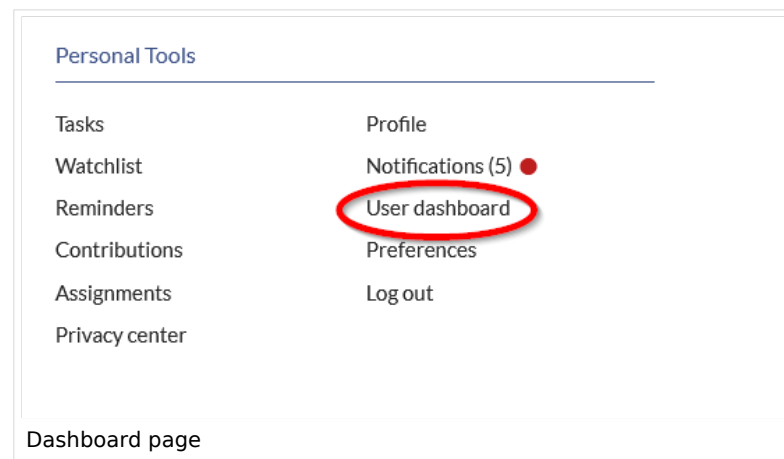 Personal Tools
Tasks
Watchlist
Reminders
Contributions
Assignments
Privacy center
Profile
Notifications (5)
User dashboard
Preferences
Log out
Dashboard page